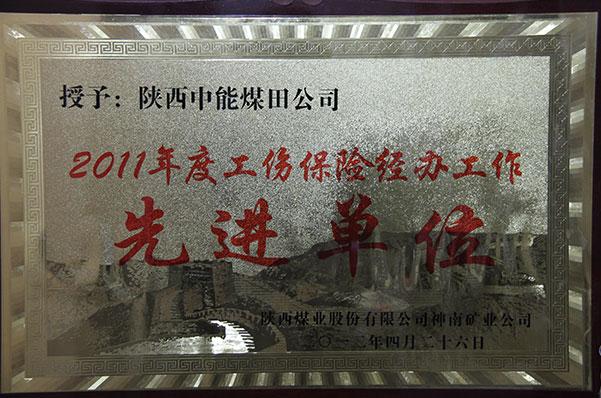 授予：陕西中能煤田公司
2011年度工伤保险经办工作
先进单位
陕西煤业股份有限公司神南矿业公司
二〇一二年四月二十六日